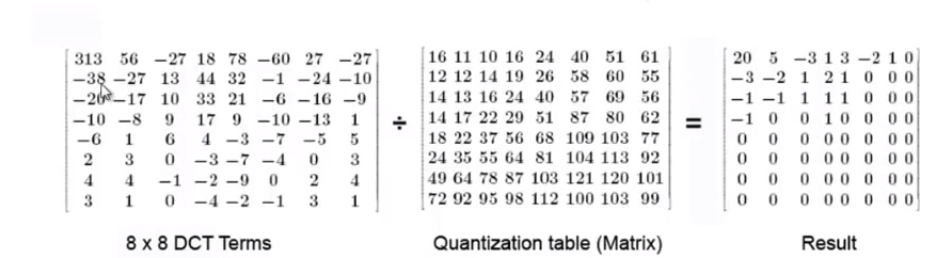 313 56 −27 18 78 −60 27 −27 16 11 10 16 24 40 51 61 20 5 −3 1 3 −2 1 0
−38 −27 13 44 32 −1 −24 −10 12 12 14 19 26 58 60 55 −3 −2 1 2 1 0 0 0
−20 −17 10 33 21 −6 −16 −9 14 13 16 24 40 57 69 56 −1 −1 1 1 1 0 0 0
−10 −8 9 17 9 −10 −13 1 ÷ 14 17 22 29 51 87 80 62 = −1 0 0 1 0 0 0 0
−6 1 6 4 −3 −7 −5 5 18 22 37 56 68 109 103 77 0 0 0 0 0 0 0 0
2 3 0 −3 −7 −4 0 3 24 35 55 64 81 104 113 92 0 0 0 0 0 0 0 0
4 4 −1 −2 −9 0 2 4 49 64 78 87 103 121 120 101 0 0 0 0 0 0 0 0
3 1 0 −4 −2 −1 3 1 72 92 95 98 112 100 103 99 0 0 0 0 0 0 0 0
8 x 8 DCT Terms Quantization table (Matrix) Result